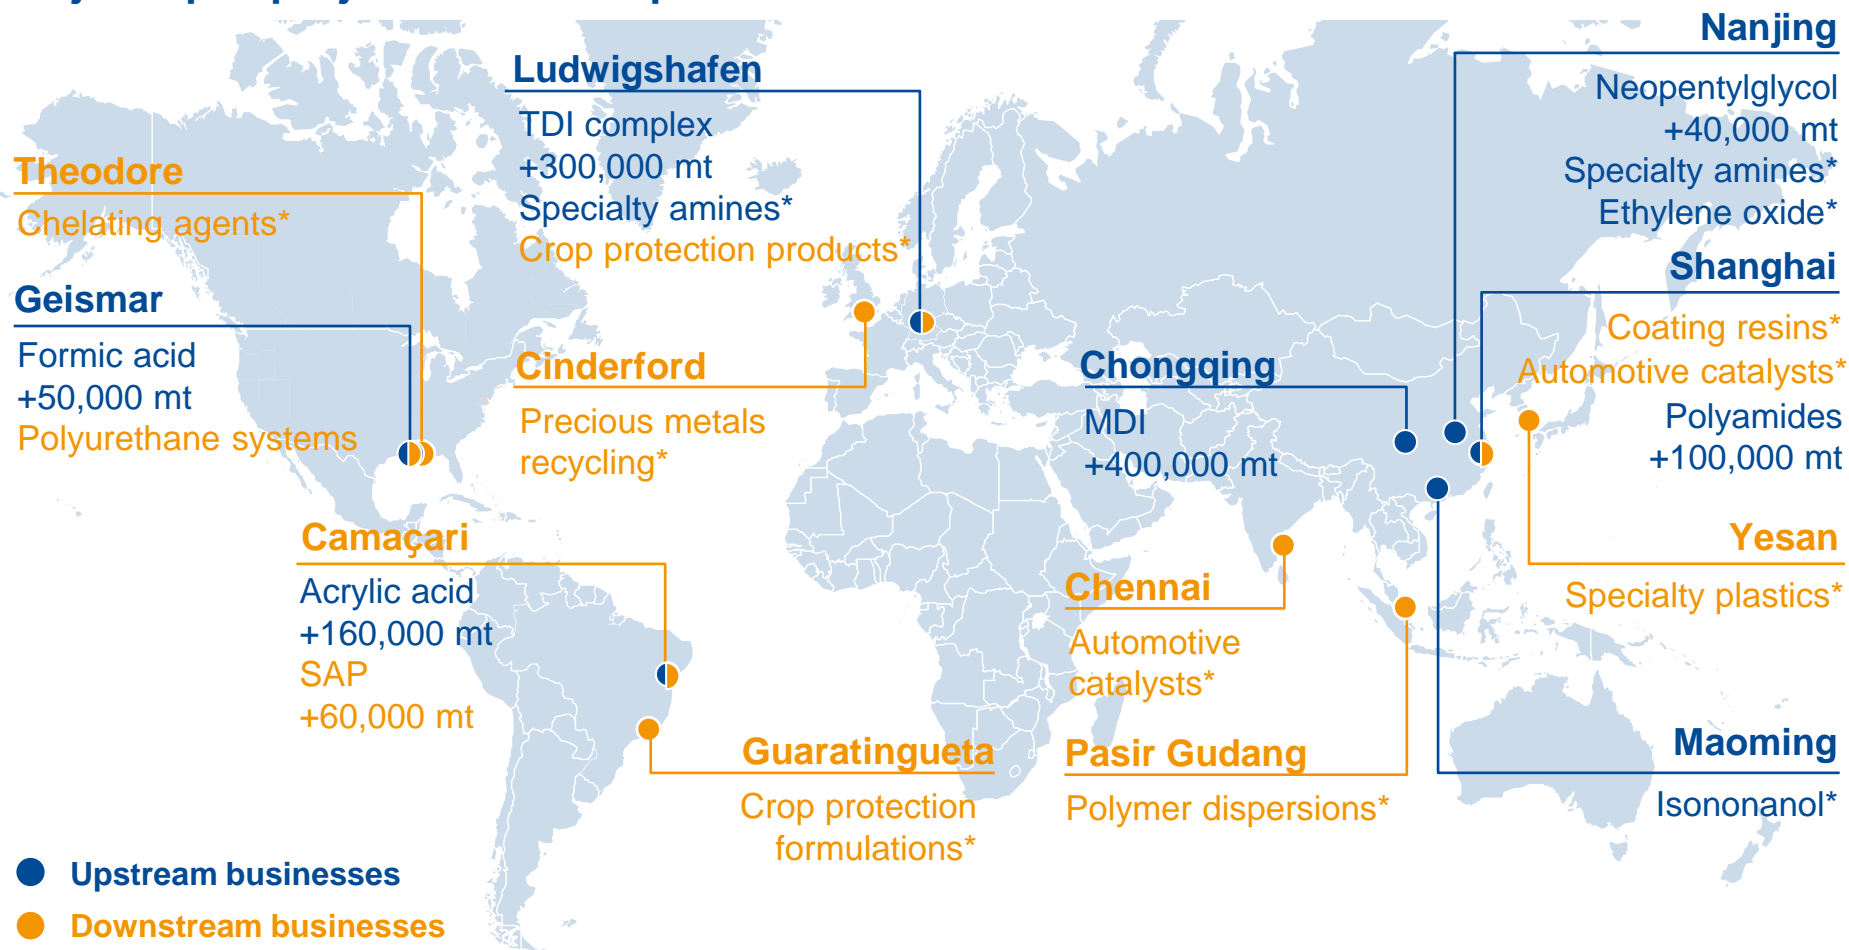 Ludwigshafen
TDI complex
+300,000 mt
Specialty amines*
Crop protection products*
Nanjing
Neopentylglycol
+40,000 mt
Specialty amines*
Ethylene oxide*
Theodore
Chelating agents*
Geismar
Formic acid
+50,000 mt
Polyurethane systems
Cinderford
Precious metals
recycling*
Chongqing
MDI
+400,000 mt
Shanghai
Coating resins*
Automotive catalysts*
Polyamides
+100,000 mt
Camaçari
Acrylic acid
+160,000 mt
SAP
+60,000 mt
Chennai
Automotive
catalysts*
Yesan
Specialty plastics*
Guaratingueta
Crop protection
formulations*
Pasir Gudang
Polymer dispersions*
Maoming
Isononanol*
Upstream businesses
Downstream businesses